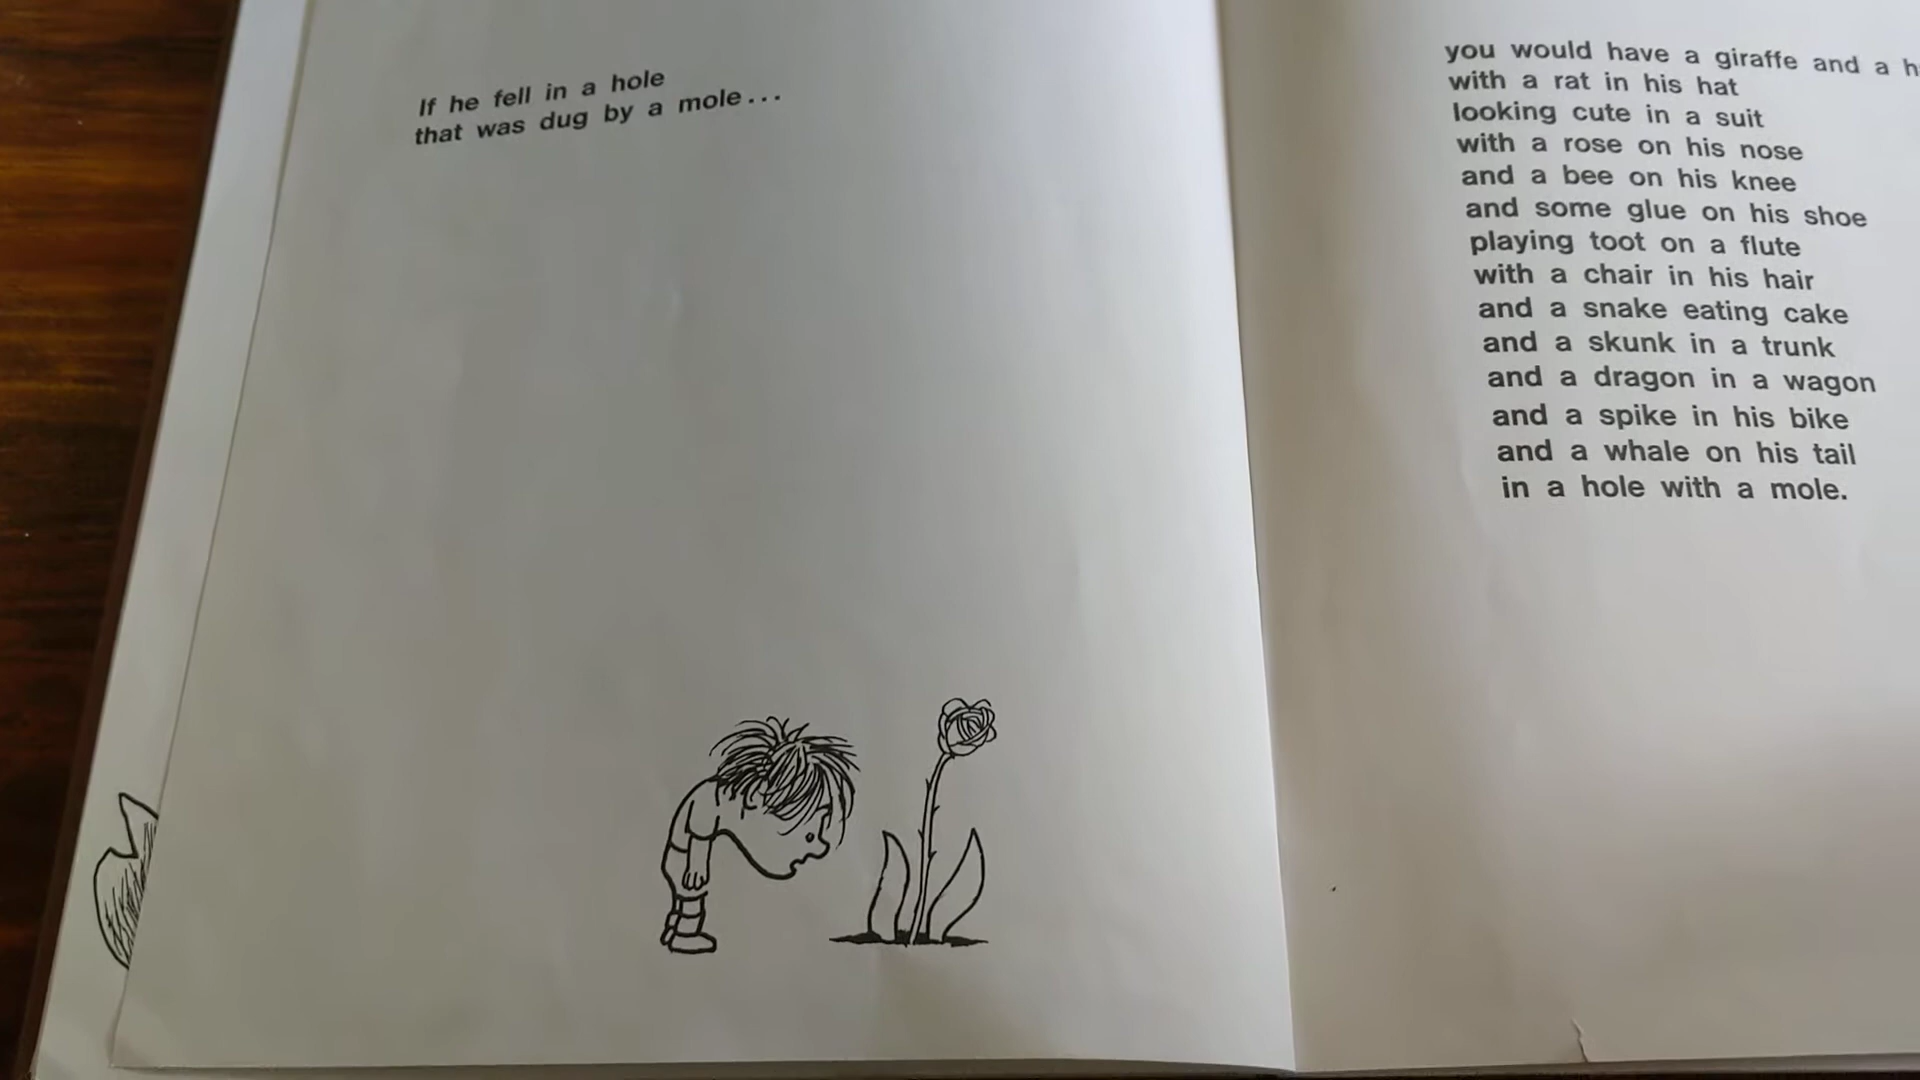 If he fell in a hole
that was dug by a mole...
you would have a giraffe and a
with a rat in his hat
looking cute in a suit
with a rose on his nose
and a bee on his knee
and some glue on his shoe
playing toot on a flute
with a chair in his hair
and a snake eating cake
and a skunk in a trunk
and a dragon in a wagon
and a spike in his bike
and a whale on his tail
in a hole with a mole.